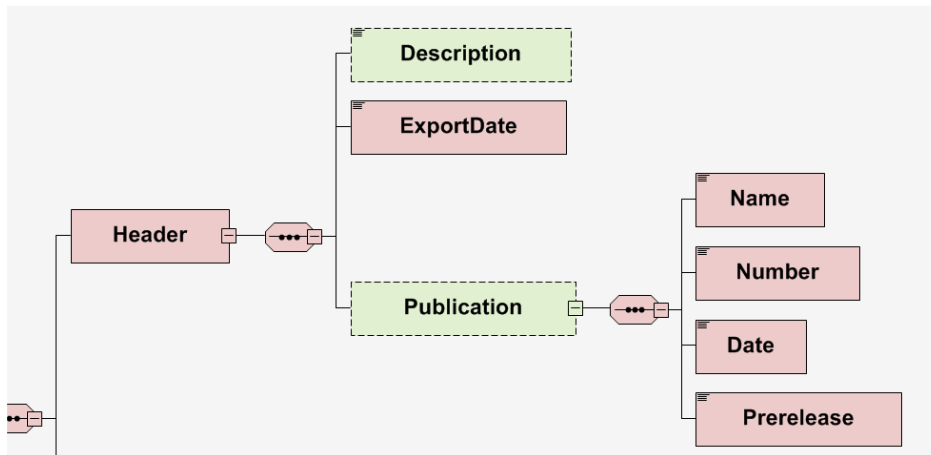 Description
ExportDate
Header
Publication
Name
Number
Date
Prerelease